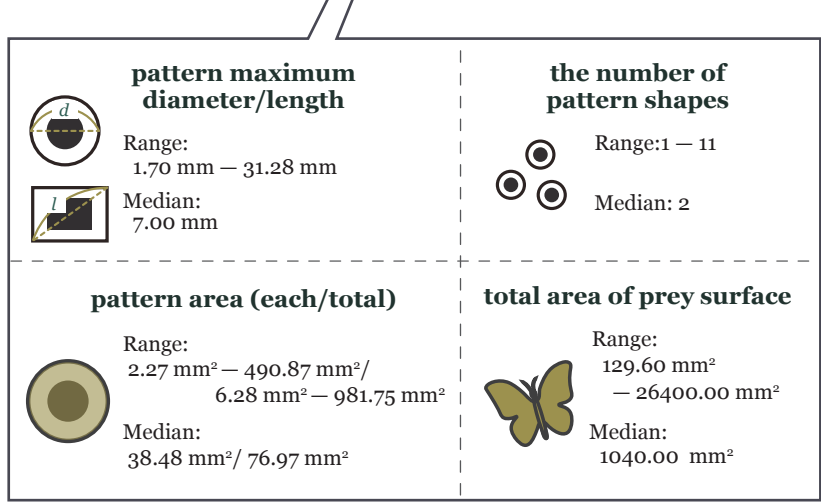 pattern maximum
diameter/length
d
Range:
1.70 mm — 31.28 mm
l
Median:
7.00 mm
the number of
pattern shapes
Range:1 — 11
Median: 2
pattern area (each/total)
Range:
2.27 mm² — 490.87 mm²/
6.28 mm² — 981.75 mm²
Median:
38.48 mm²/ 76.97 mm²
total area of prey surface
Range:
129.60 mm²
— 26400.00 mm²
Median:
1040.00 mm²